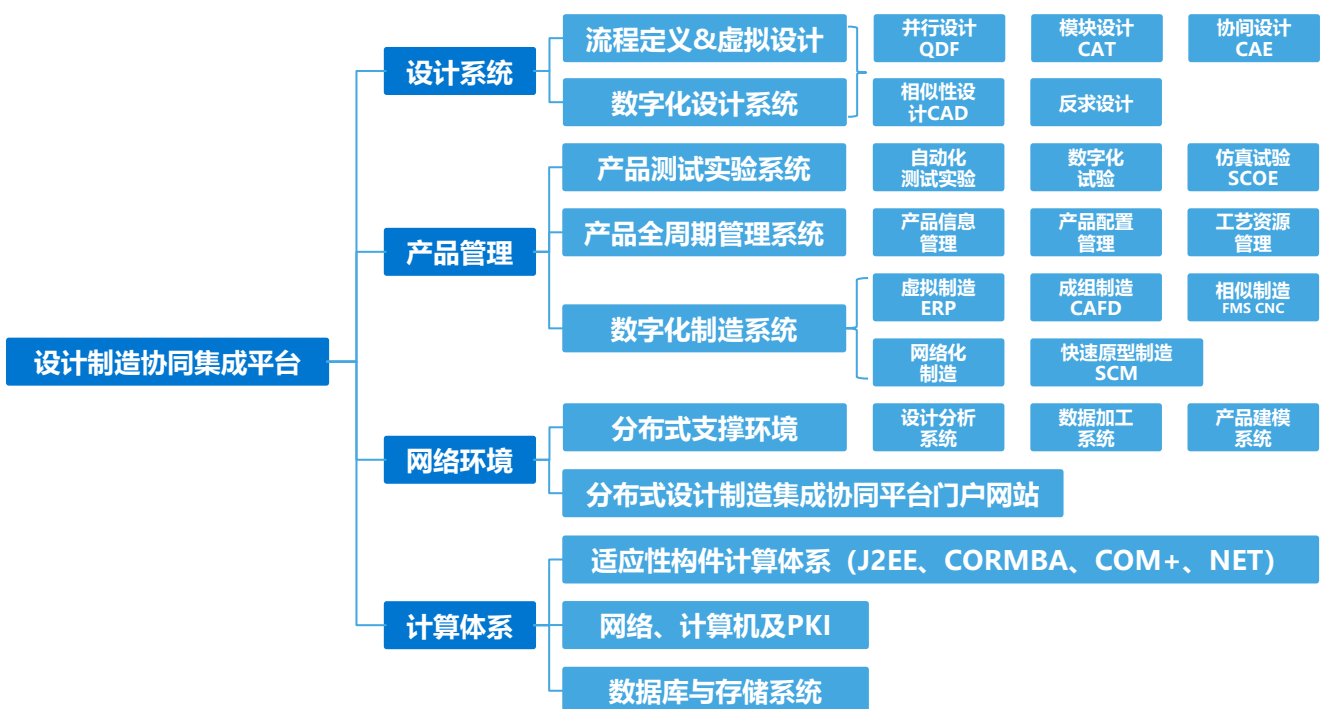 设计制造协同集成平台
设计系统
流程定义&虚拟设计
数字化设计系统
并行设计
QDF
模块设计
CAT
协间设计
CAE
相似性设
计CAD
反求设计
产品管理
产品测试实验系统
自动化
测试实验
数字化
试验
仿真试验
SCOE
产品全周期管理系统
产品信息
管理
产品配置
管理
工艺资源
管理
数字化制造系统
虚拟制造
ERP
成组制造
CAFD
相似制造
FMS CNC
网络化
制造
快速原型制造
SCM
网络环境
分布式支撑环境
设计分析
系统
数据加工
系统
产品建模
系统
分布式设计制造集成协同平台门户网站
计算体系
适应性构件计算体系（J2EE、CORMBA、COM+、NET）
网络、计算机及PKI
数据库与存储系统